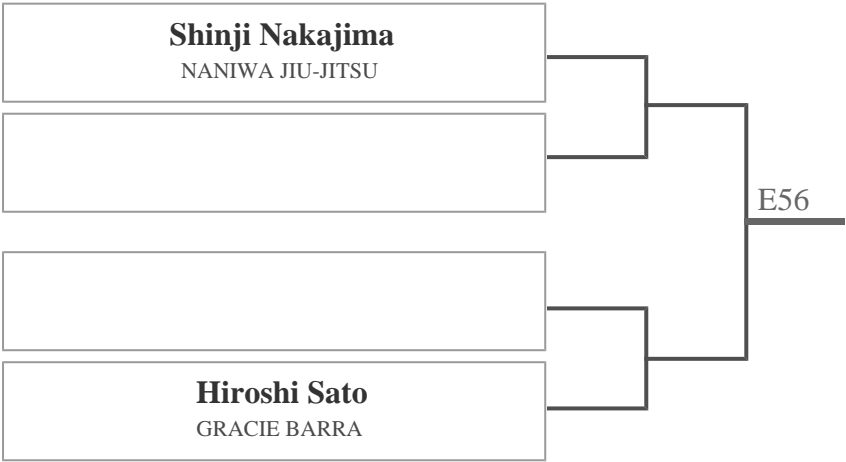 Shinji Nakajima
NANIWA JIU-JITSU
E56
Hiroshi Sato
GRACIE BARRA